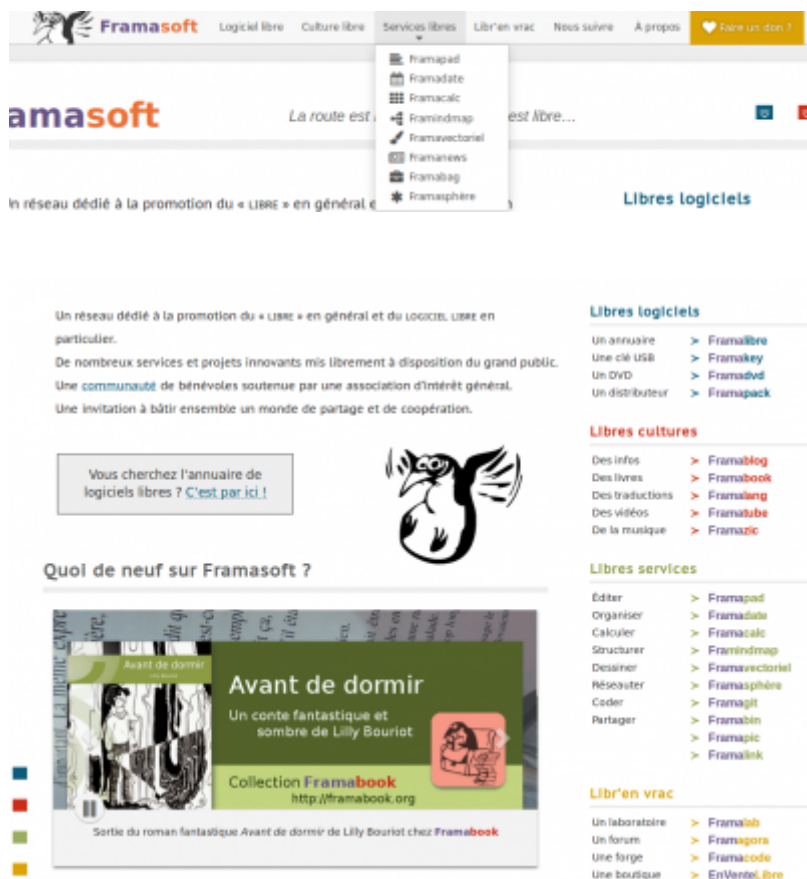 Framasoft Logiciel libre Culture libre Services libres Libr'en vrac Nous suivre À propos Faire un don ?
Framapad
Framadate
Framacalc
Framindmap
Framavectoriel
Framanews
Framabag
Framasphère
amasoft
La route est est libre...
n réseau dédié à la promotion du « LIBRE » en général e n
Libres logiciels
Un réseau dédié à la promotion du « LIBRE » en général et du LOGICIEL LIBRE en
particulier.
De nombreux services et projets innovants mis librement à disposition du grand public.
Une communauté de bénévoles soutenue par une association d'intérêt général.
Une invitation à bâtir ensemble un monde de partage et de coopération.
Vous cherchez l'annuaire de
logiciels libres ? C'est par ici !
Quoi de neuf sur Framasoft ?
Avant de dormir
Lilly Bouriot
Avant de dormir
Un conte fantastique et
sombre de Lilly Bouriot
Collection Framabook
http://framabook.org
Sortie du roman fantastique Avant de dormir de Lilly Bouriot chez Framabook
Libres logiciels
Un annuaire > Framalibre
Une clé USB > Framakey
Un DVD > Framadvd
Un distributeur > Framapack
Libres cultures
Des infos > Framablog
Des livres > Framabook
Des traductions > Framalang
Des vidéos > Framatube
De la musique > Framazic
Libres services
Éditer > Framapad
Organiser > Framadate
Calculer > Framacalc
Structurer > Framindmap
Dessiner > Framavectoriel
Réseauter > Framasphère
Coder > Framagit
Partager > Framabin
> Framapic
> Framalink
Libr'en vrac
Un laboratoire > Framalab
Un forum > Framagora
Une forge > Framacode
Une boutique > EnVenteLibre